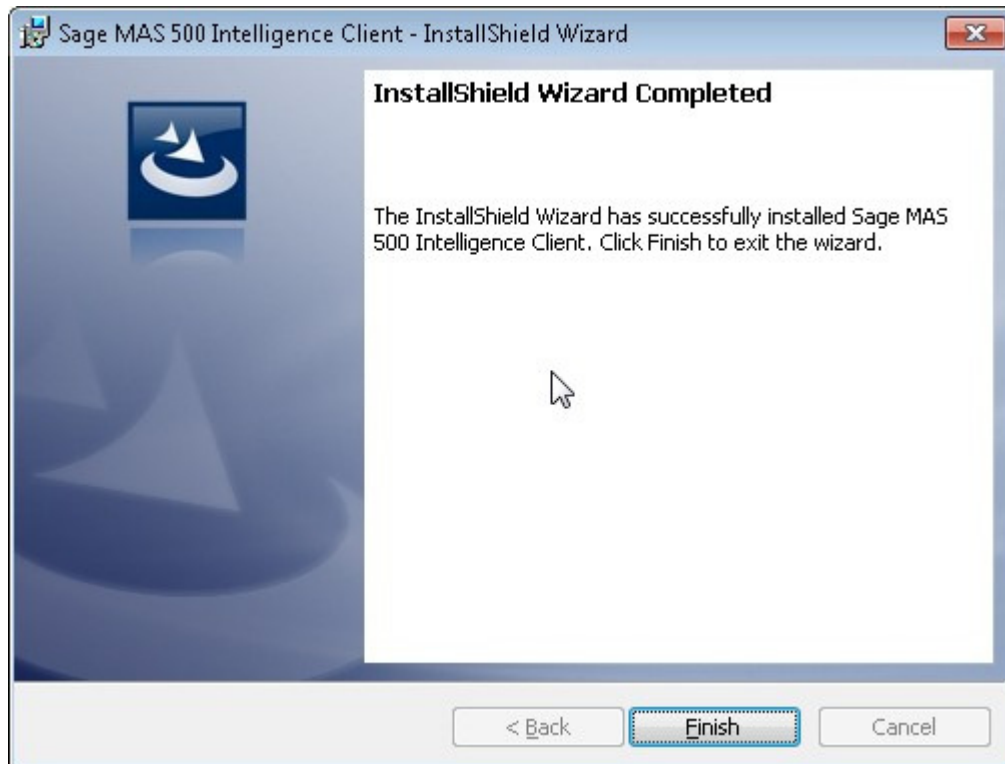 Sage MAS 500 Intelligence Client - InstallShield Wizard
InstallShield Wizard Completed
The InstallShield Wizard has successfully installed Sage MAS
500 Intelligence Client. Click Finish to exit the wizard.
< Back
Finish
Cancel